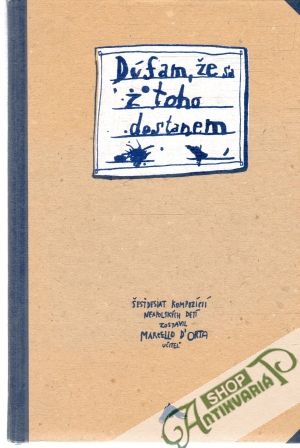 Dúfam, že sa
z toho
dostanem
ŠESŤDESIAT KOMPOZÍCIÍ
NEAPOLSKÝCH DETÍ
ZOSTAVIL
MARCELLO D'ORTA
UČITEĽ
SHOP
ANTIKVARIAT